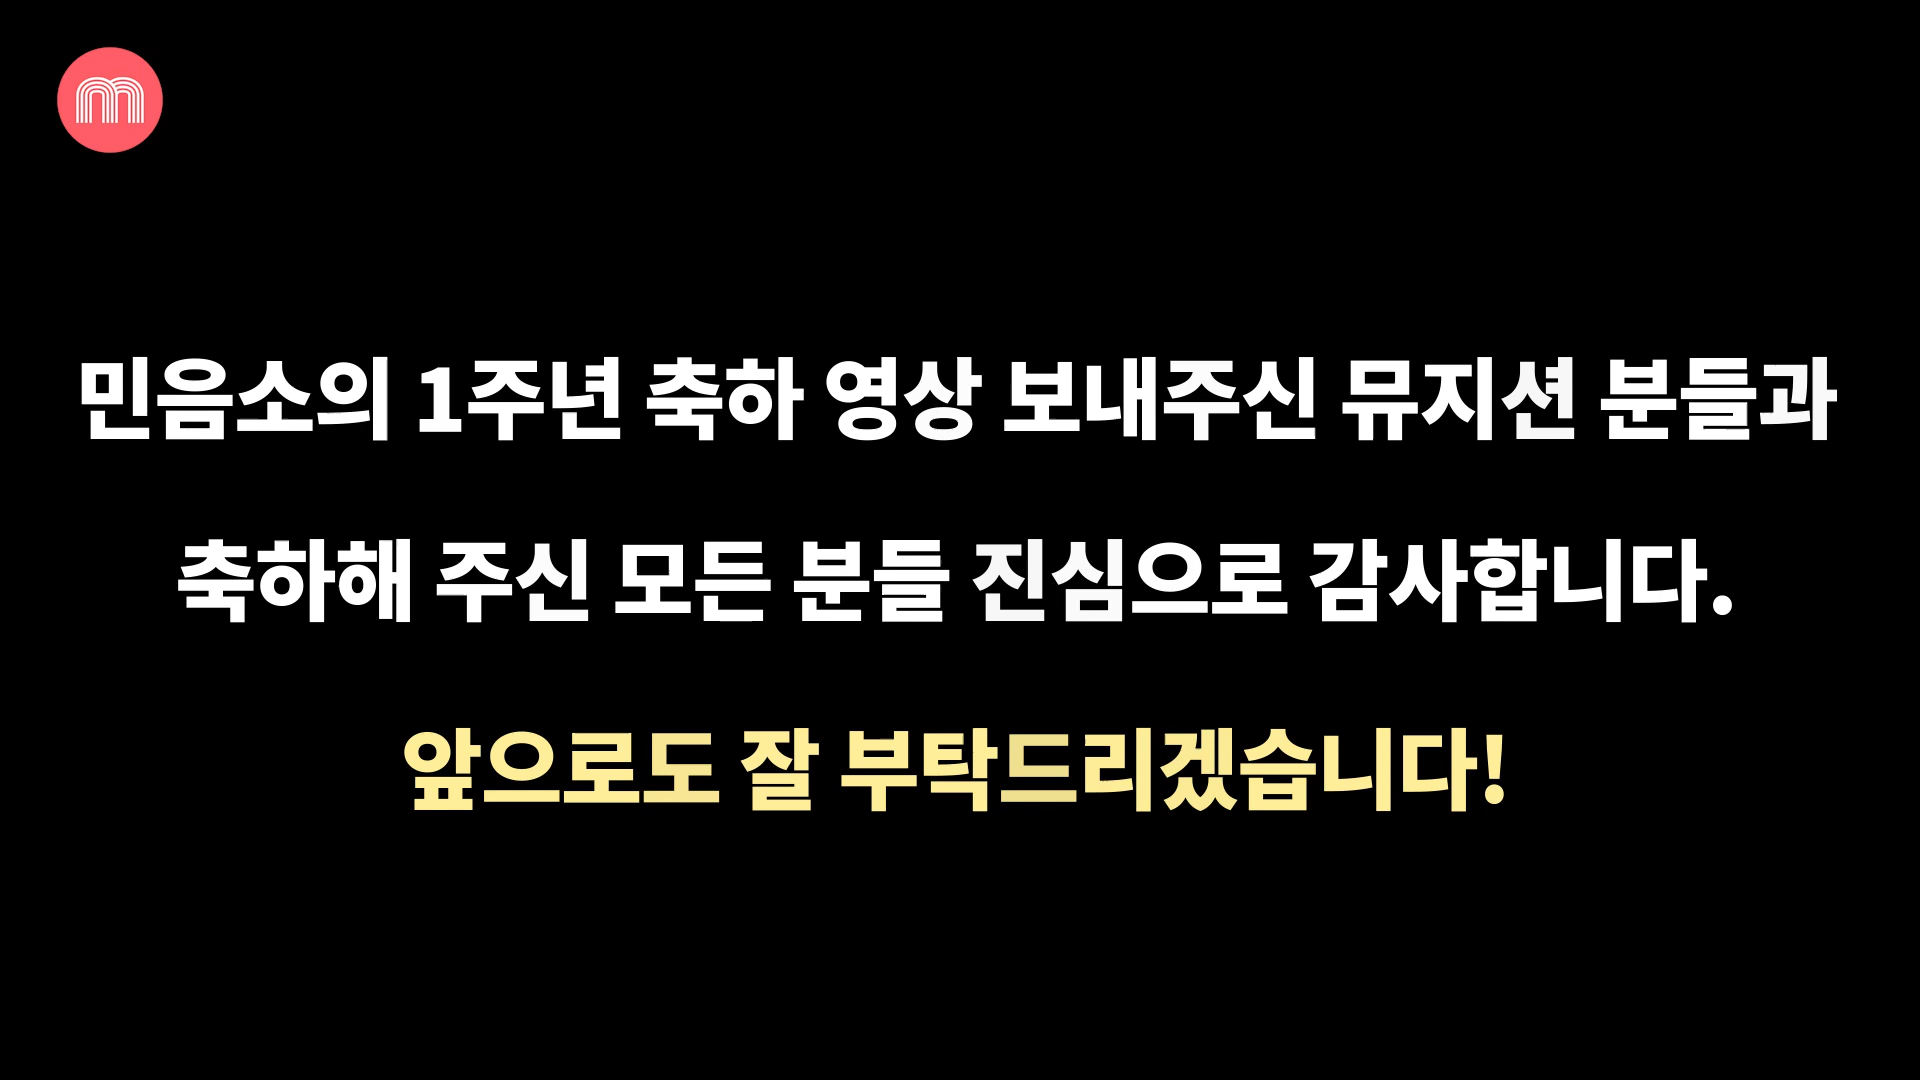 m
민음소의 1주년 축하 영상 보내주신 뮤지션 분들과
축하해 주신 모든 분들 진심으로 감사합니다.
앞으로도 잘 부탁드리겠습니다!